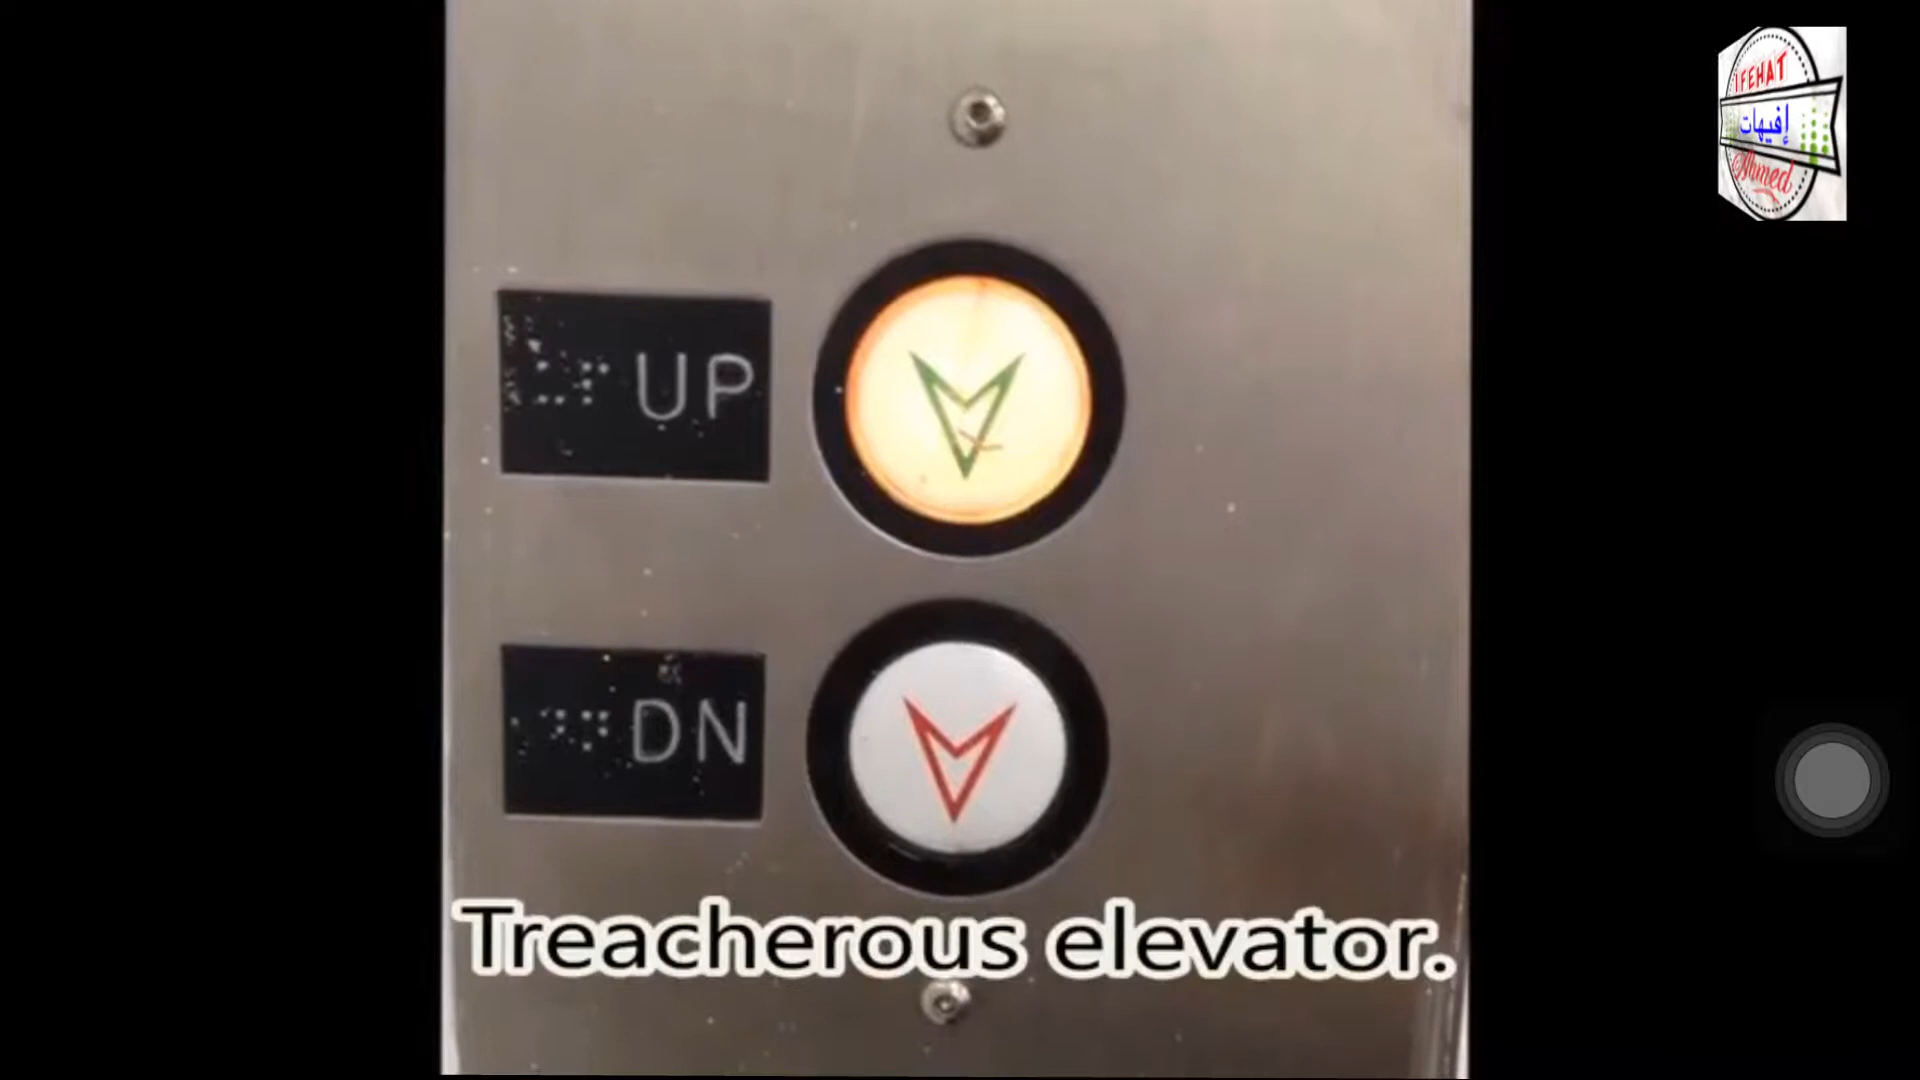 IFEHAT
إفيهات
Ahmed
UP
DN
Treacherous elevator.